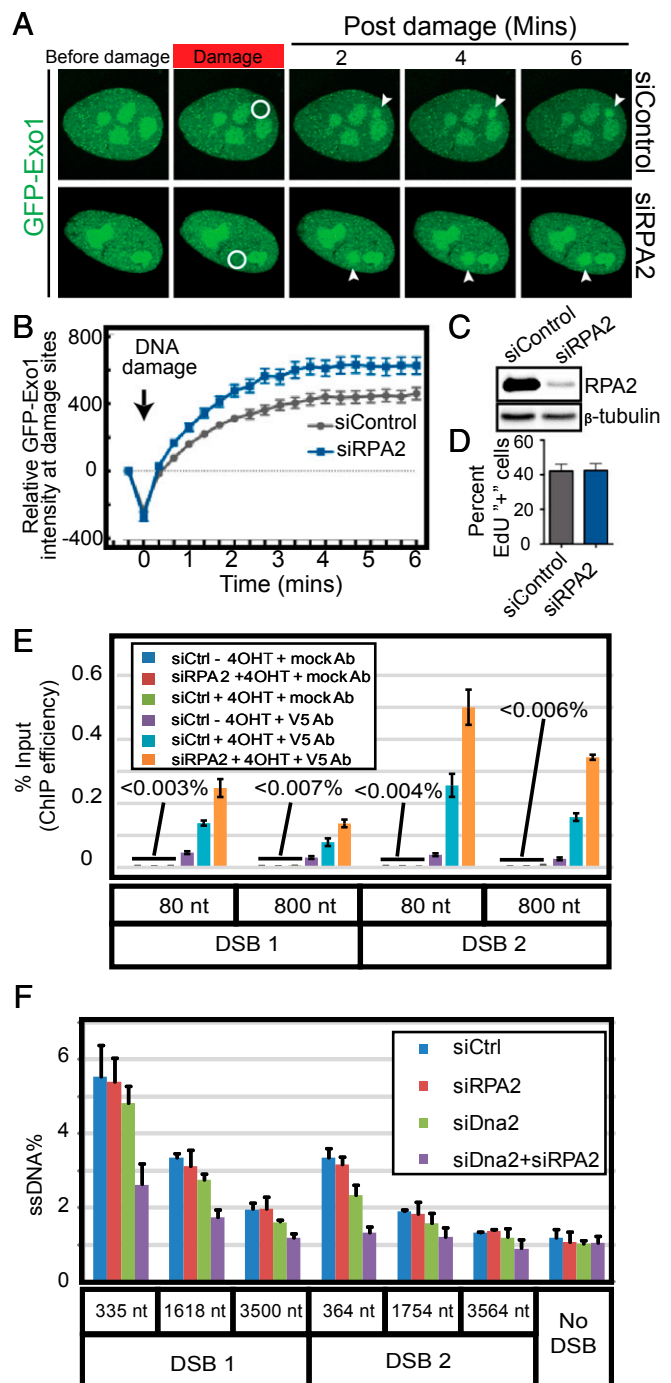 A
Post damage (Mins)
Before damage
Damage
2
4
6
GFP-Exo1
siControl
siRPA2
B
Relative GFP-Exo1
intensity at damage sites
800
400
0
-400
DNA
damage
siControl
siRPA2
0
1
2
3
4
5
6
Time (mins)
C
siControl
siRPA2
RPA2
β-tubulin
D
Percent
EdU "+" cells
60
40
20
0
siControl
siRPA2
E
% Input
(ChIP efficiency)
0.6
0.4
0.2
0
siCtrl - 4OHT + mock Ab
siRPA2 +4OHT + mock Ab
siCtrl + 4OHT + mock Ab
siCtrl - 4OHT + V5 Ab
siCtrl + 4OHT + V5 Ab
siRPA2 + 4OHT + V5 Ab
<0.003%
<0.007%
<0.004%
<0.006%
80 nt
800 nt
80 nt
800 nt
DSB 1
DSB 2
F
ssDNA%
6
4
2
0
siCtrl
siRPA2
siDna2
siDna2+siRPA2
335 nt
1618 nt
3500 nt
364 nt
1754 nt
3564 nt
No
DSB
DSB 1
DSB 2